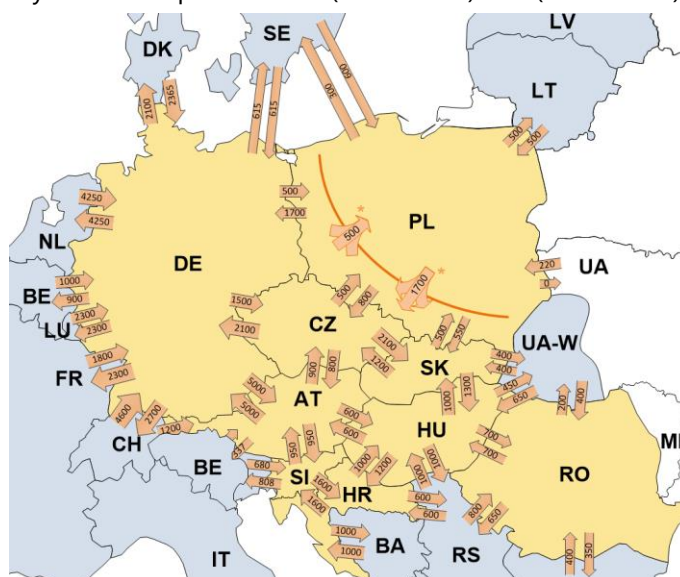 LV
SE
DK
600
300
LT
2100
2365
615
615
500
500
4250
500
4250
1700
PL
500
NL
DE
UA
220
0
1000
BE
900
1700
2300
1500
500
800
LU
2300
2100
CZ
UA-W
500
550
2100
1800
1200
400
FR
2300
900
800
SK
400
5000
450
650
AT
1000
1300
200
400
5000
4600
2700
600
HU
700
1200
600
700
CH
950
950
MD
BE
680
1000
1200
1000
1000
RO
808
SI
1600
HR
1600
600
800
600
650
1000
IT
1000
BA
RS
400
350